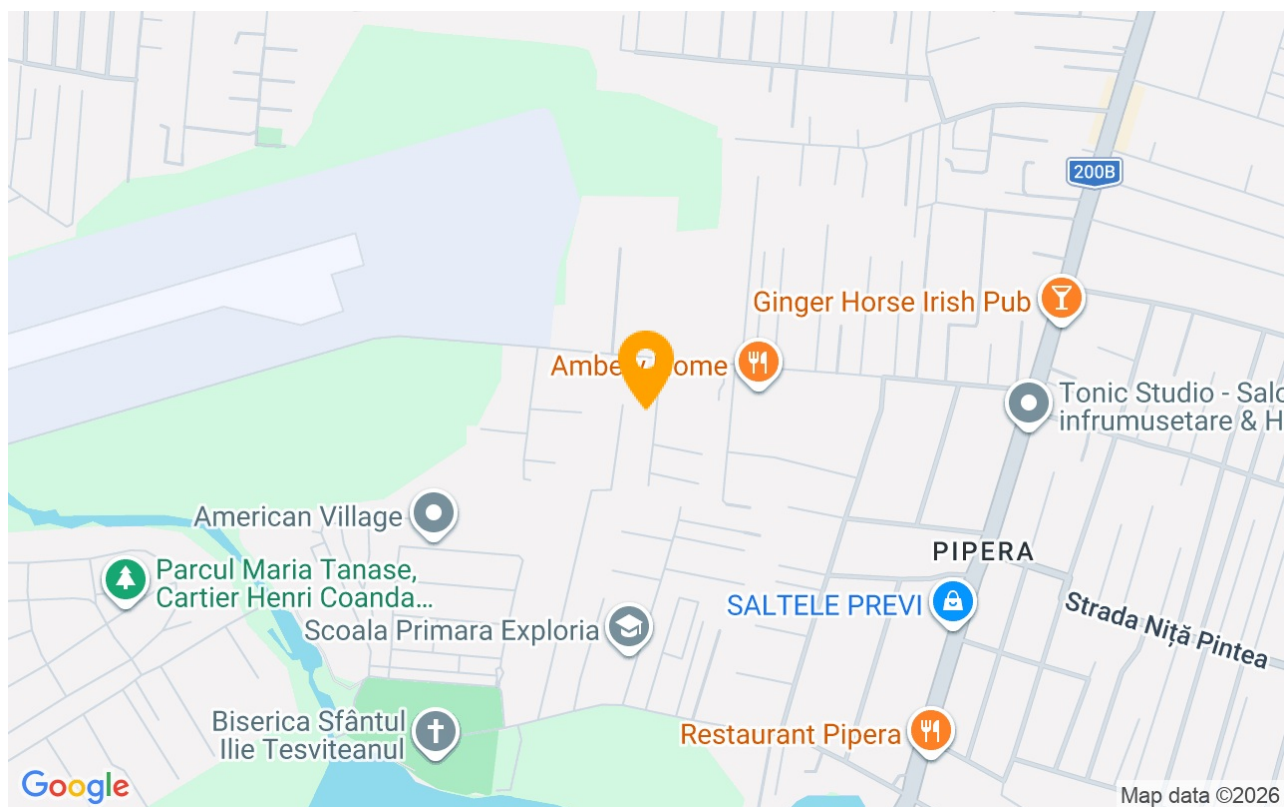 200B
Ginger Horse Irish Pub
Tonic Studio - Salo
infrumusetare & H
American Village
PIPERA
Parcul Maria Tanase,
Cartier Henri Coanda...
SALTELE PREVI
Strada Niță Pintea
Scoala Primara Exploria
Biserica Sfântul
Ilie Tesviteanul
Restaurant Pipera
Google
Map data ©2026